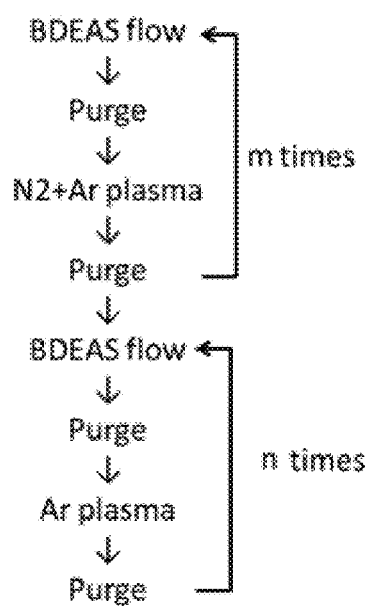 BDEAS flow
↓
Purge
m times
↓
N2+Ar plasma
↓
Purge
↓
BDEAS flow
↓
Purge
n times
↓
Ar plasma
↓
Purge